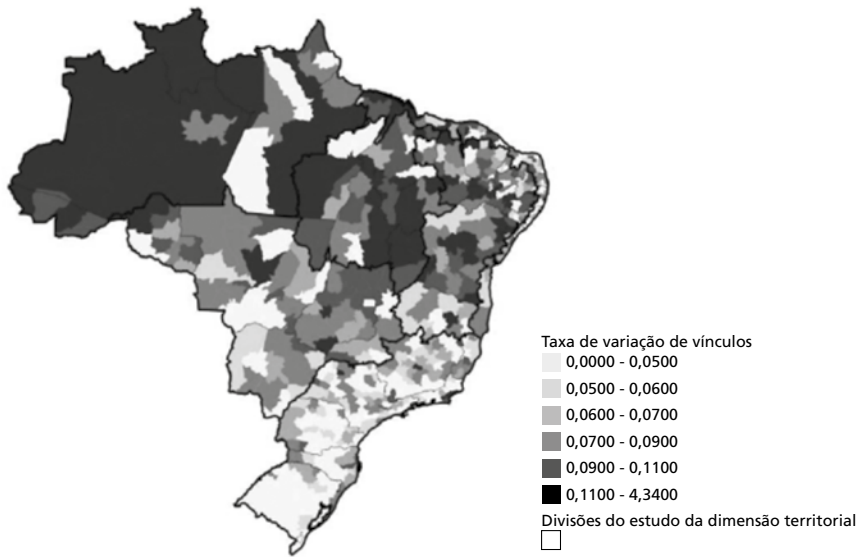 Taxa de variação de vínculos
0,0000 - 0,0500
0,0500 - 0,0600
0,0600 - 0,0700
0,0700 - 0,0900
0,0900 - 0,1100
0,1100 - 4,3400
Divisões do estudo da dimensão territorial